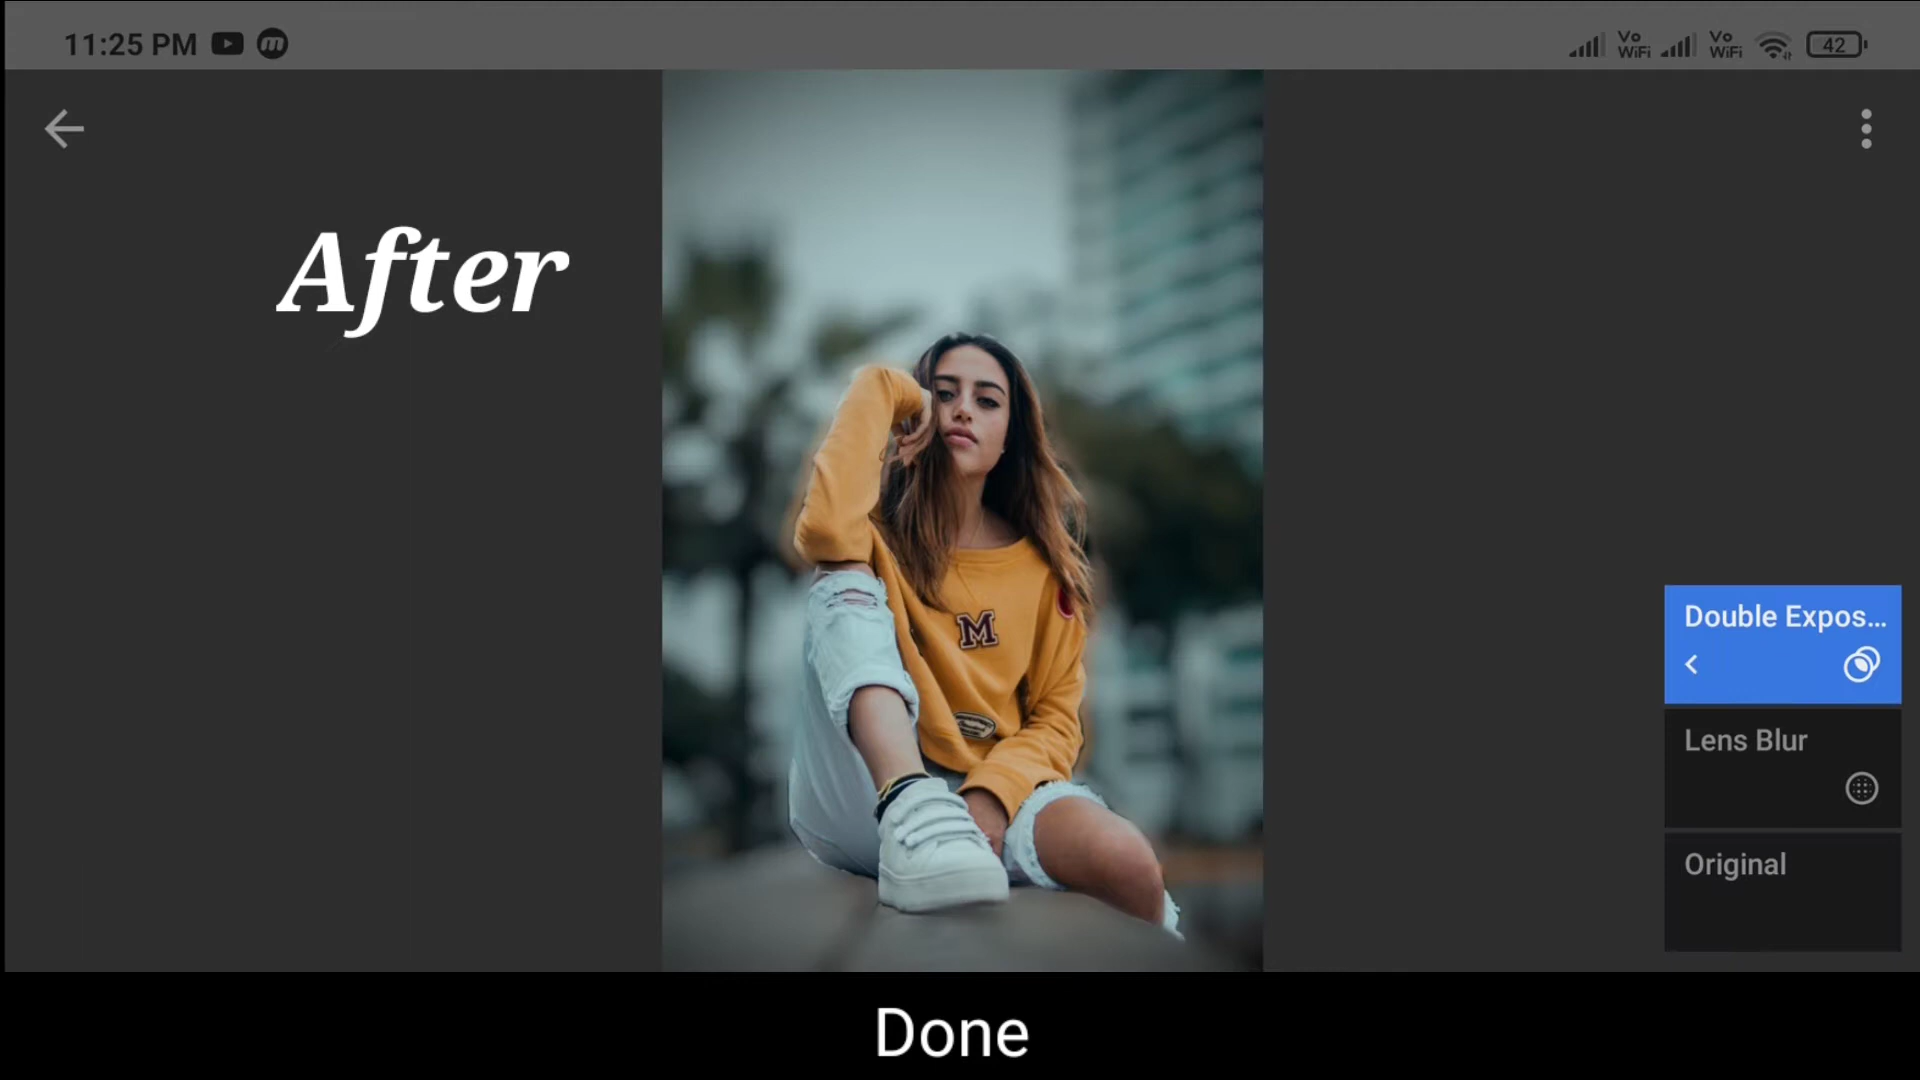 11:25 PM
Vo WiFi Vo WiFi 42
After
M
Double Expos...
Lens Blur
Original
Done